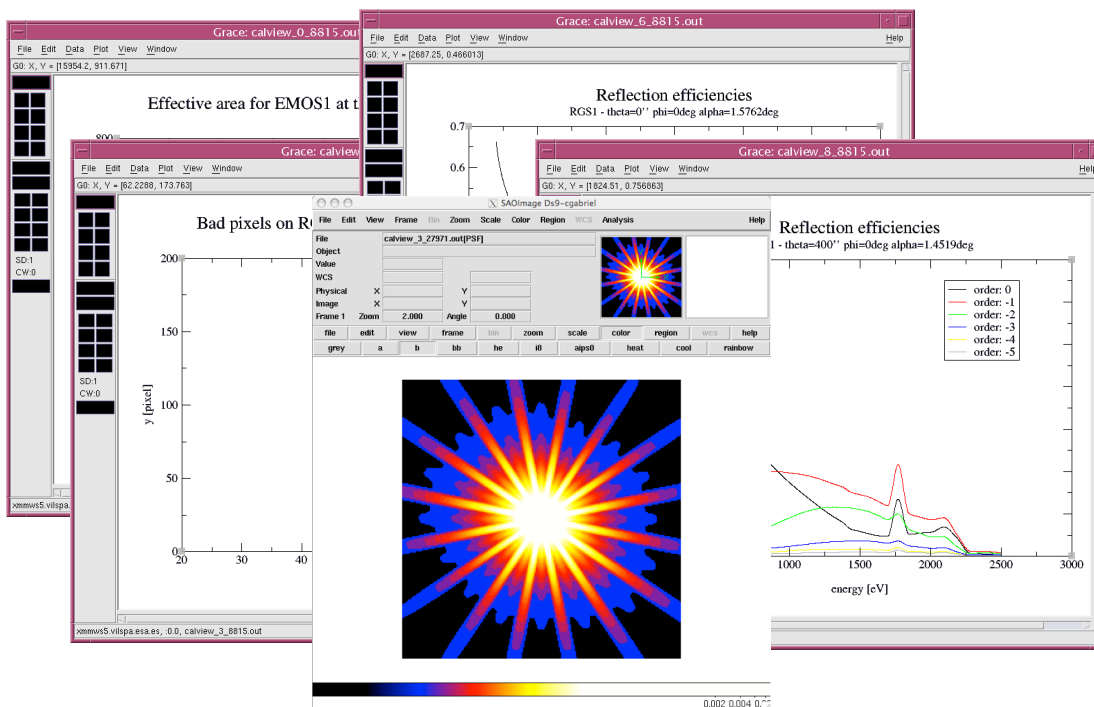 Grace: calview_0_8815.out
File Edit Data Plot View Window
G0: X, Y = [15954.2, 911.671]
Effective area for EMOS1 at th
800
SD:1
CW:0
xmmws5.vilspa.
Grace: calview_6_8815.out
File Edit Data Plot View Window Help
G0: X, Y = [2687.25, 0.466013]
Reflection efficiencies
RGS1 - theta=0'' phi=0deg alpha=1.5762deg
0.7
0.6
Grace: calview_
File Edit Data Plot View Window
G0: X, Y = [62.2288, 173.763]
Bad pixels on RG
200
150
100
50
0
y [pixel]
20 30 40
SD:1
CW:0
xmmws5.vilspa.esa.es, :0.0, calview_3_8815.out
Grace: calview_8_8815.out
File Edit Data Plot View Window Help
G0: X, Y = [1824.51, 0.756863]
Reflection efficiencies
1 - theta=400'' phi=0deg alpha=1.4519deg
order: 0
order: -1
order: -2
order: -3
order: -4
order: -5
1000 1500 2000 2500 3000
energy [eV]
SAOImage Ds9-cgabriel
File Edit View Frame Bin Zoom Scale Color Region WCS Analysis Help
File calview_3_27971.out[PSF]
Object
Value
WCS
Physical X Y
Image X Y
Frame 1 Zoom 2.000 Angle 0.000
file edit view frame bin zoom scale color region wcs help
grey a b bb he i8 aips0 heat cool rainbow
0.002 0.004